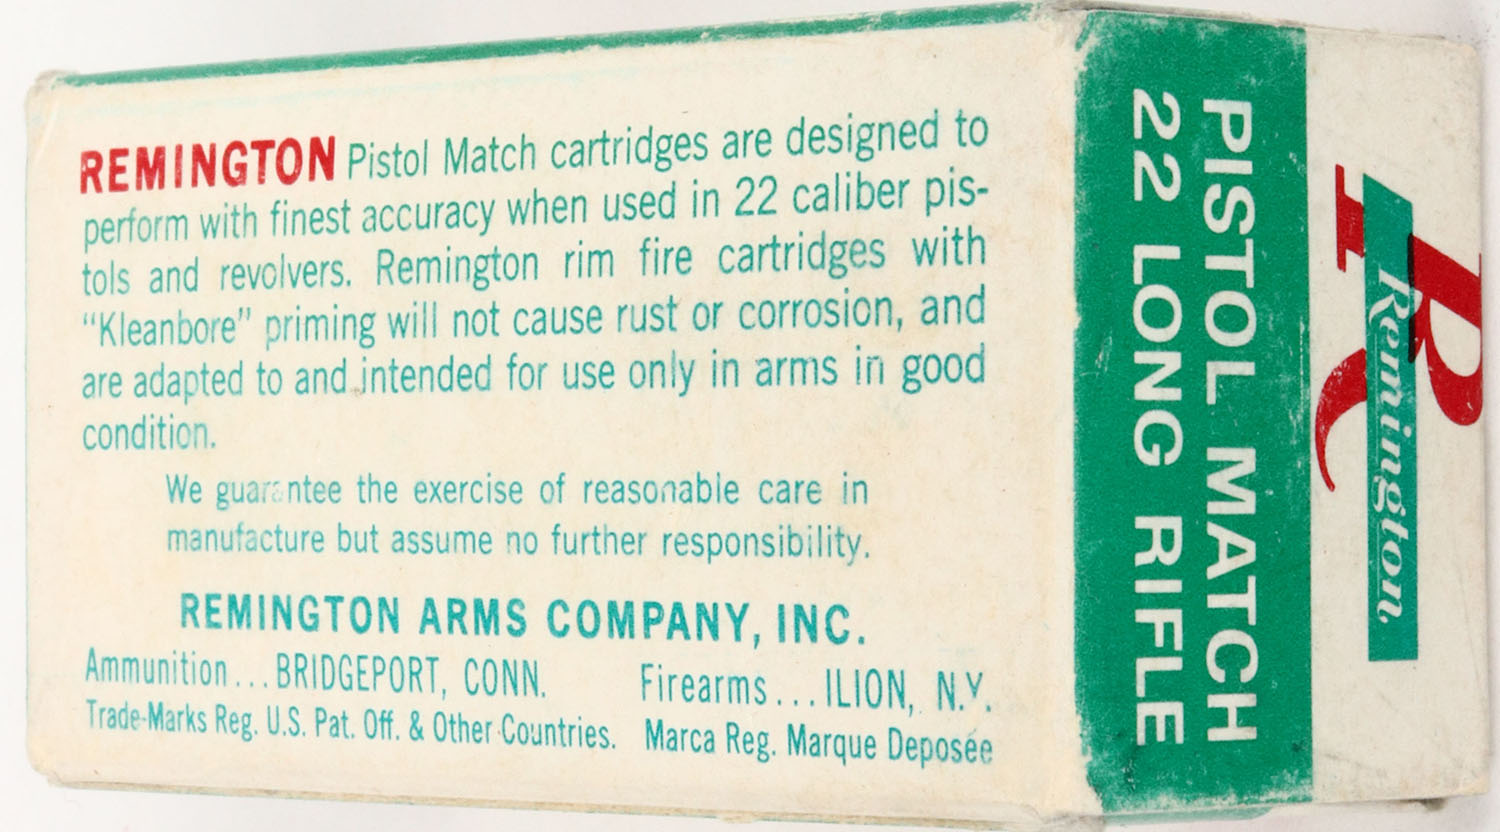 REMINGTON Pistol Match cartridges are designed to
perform with finest accuracy when used in 22 caliber pis-
tols and revolvers. Remington rim fire cartridges with
“Kleanbore” priming will not cause rust or corrosion, and
are adapted to and intended for use only in arms in good
condition.
We guarantee the exercise of reasonable care in
manufacture but assume no further responsibility.
REMINGTON ARMS COMPANY, INC.
Ammunition...BRIDGEPORT, CONN. Firearms...ILION, N.Y.
Trade-Marks Reg. U.S. Pat. Off. & Other Countries. Marca Reg. Marque Deposée
R
Remington
PISTOL MATCH
22 LONG RIFLE